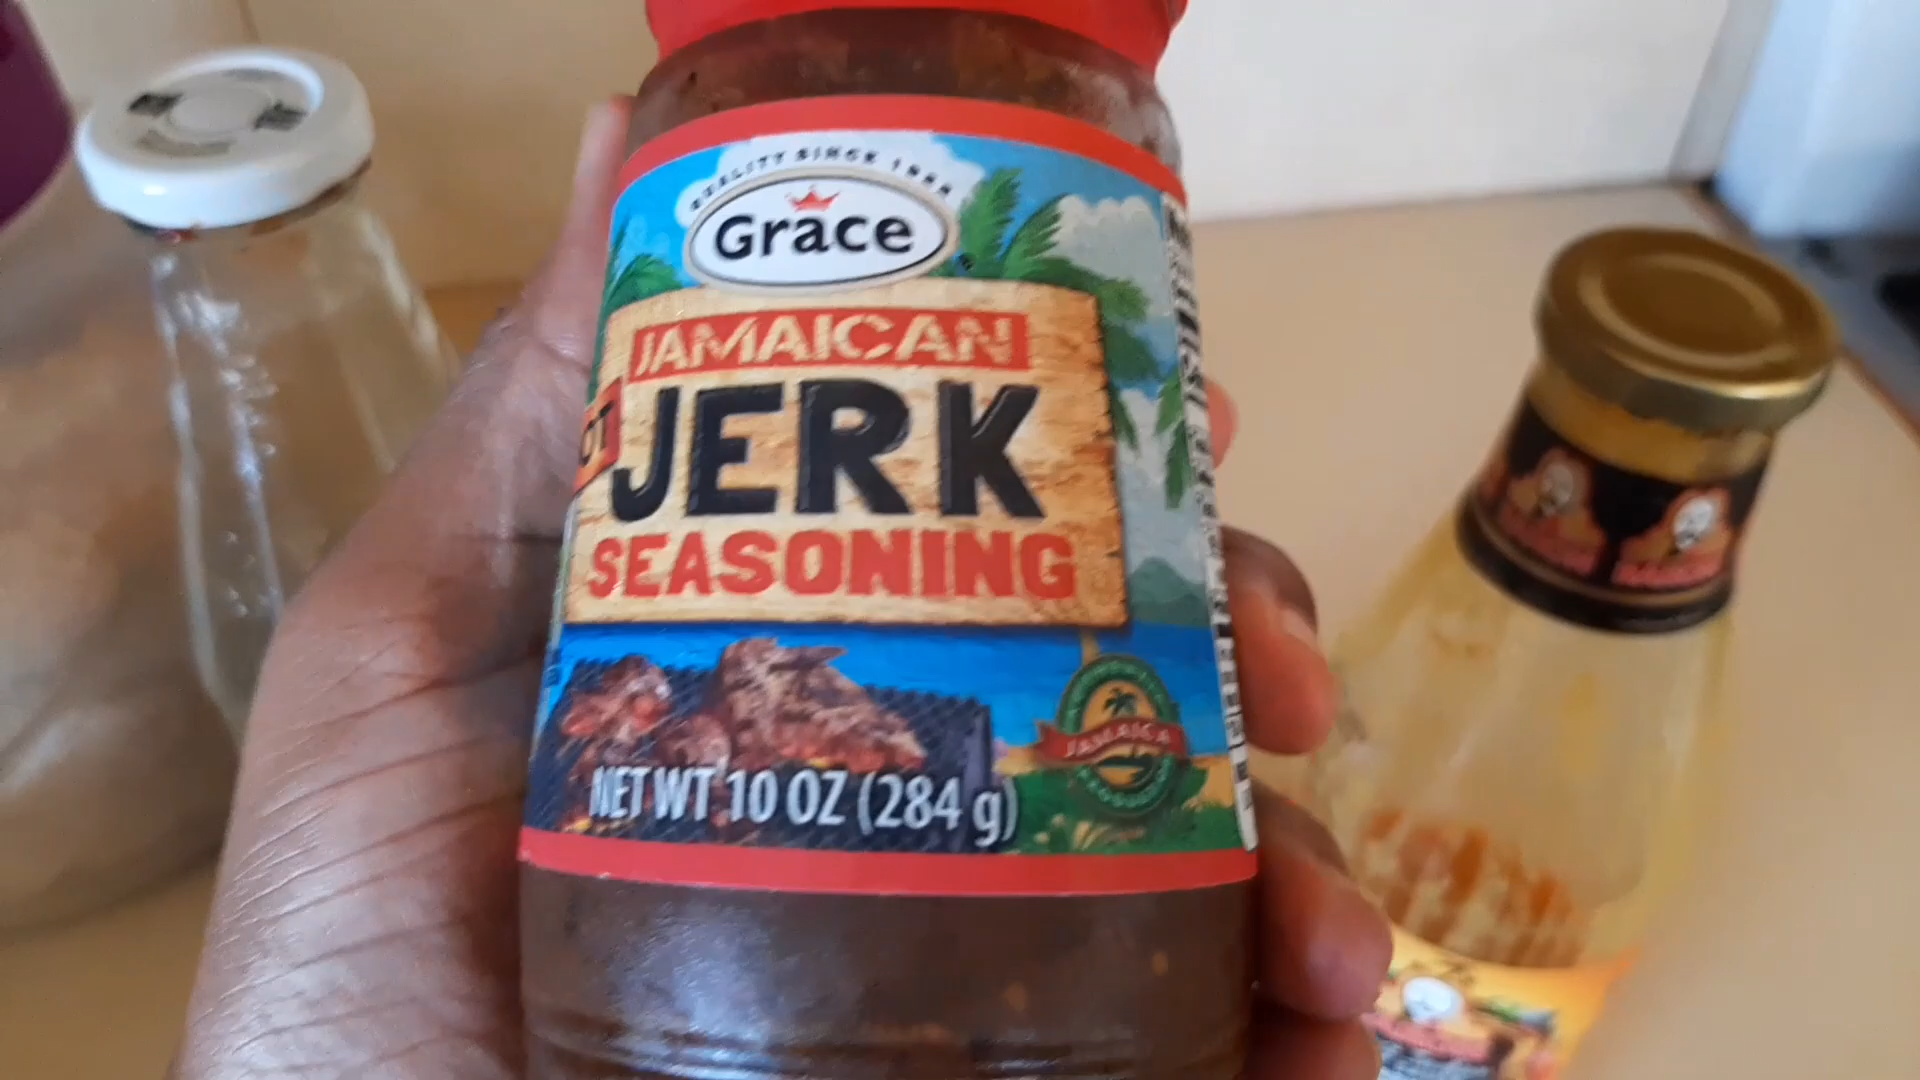 QUALITY SINCE 1922
Grace
JAMAICAN
JERK
SEASONING
JAMAICA
NET WT 10 OZ (284 g)